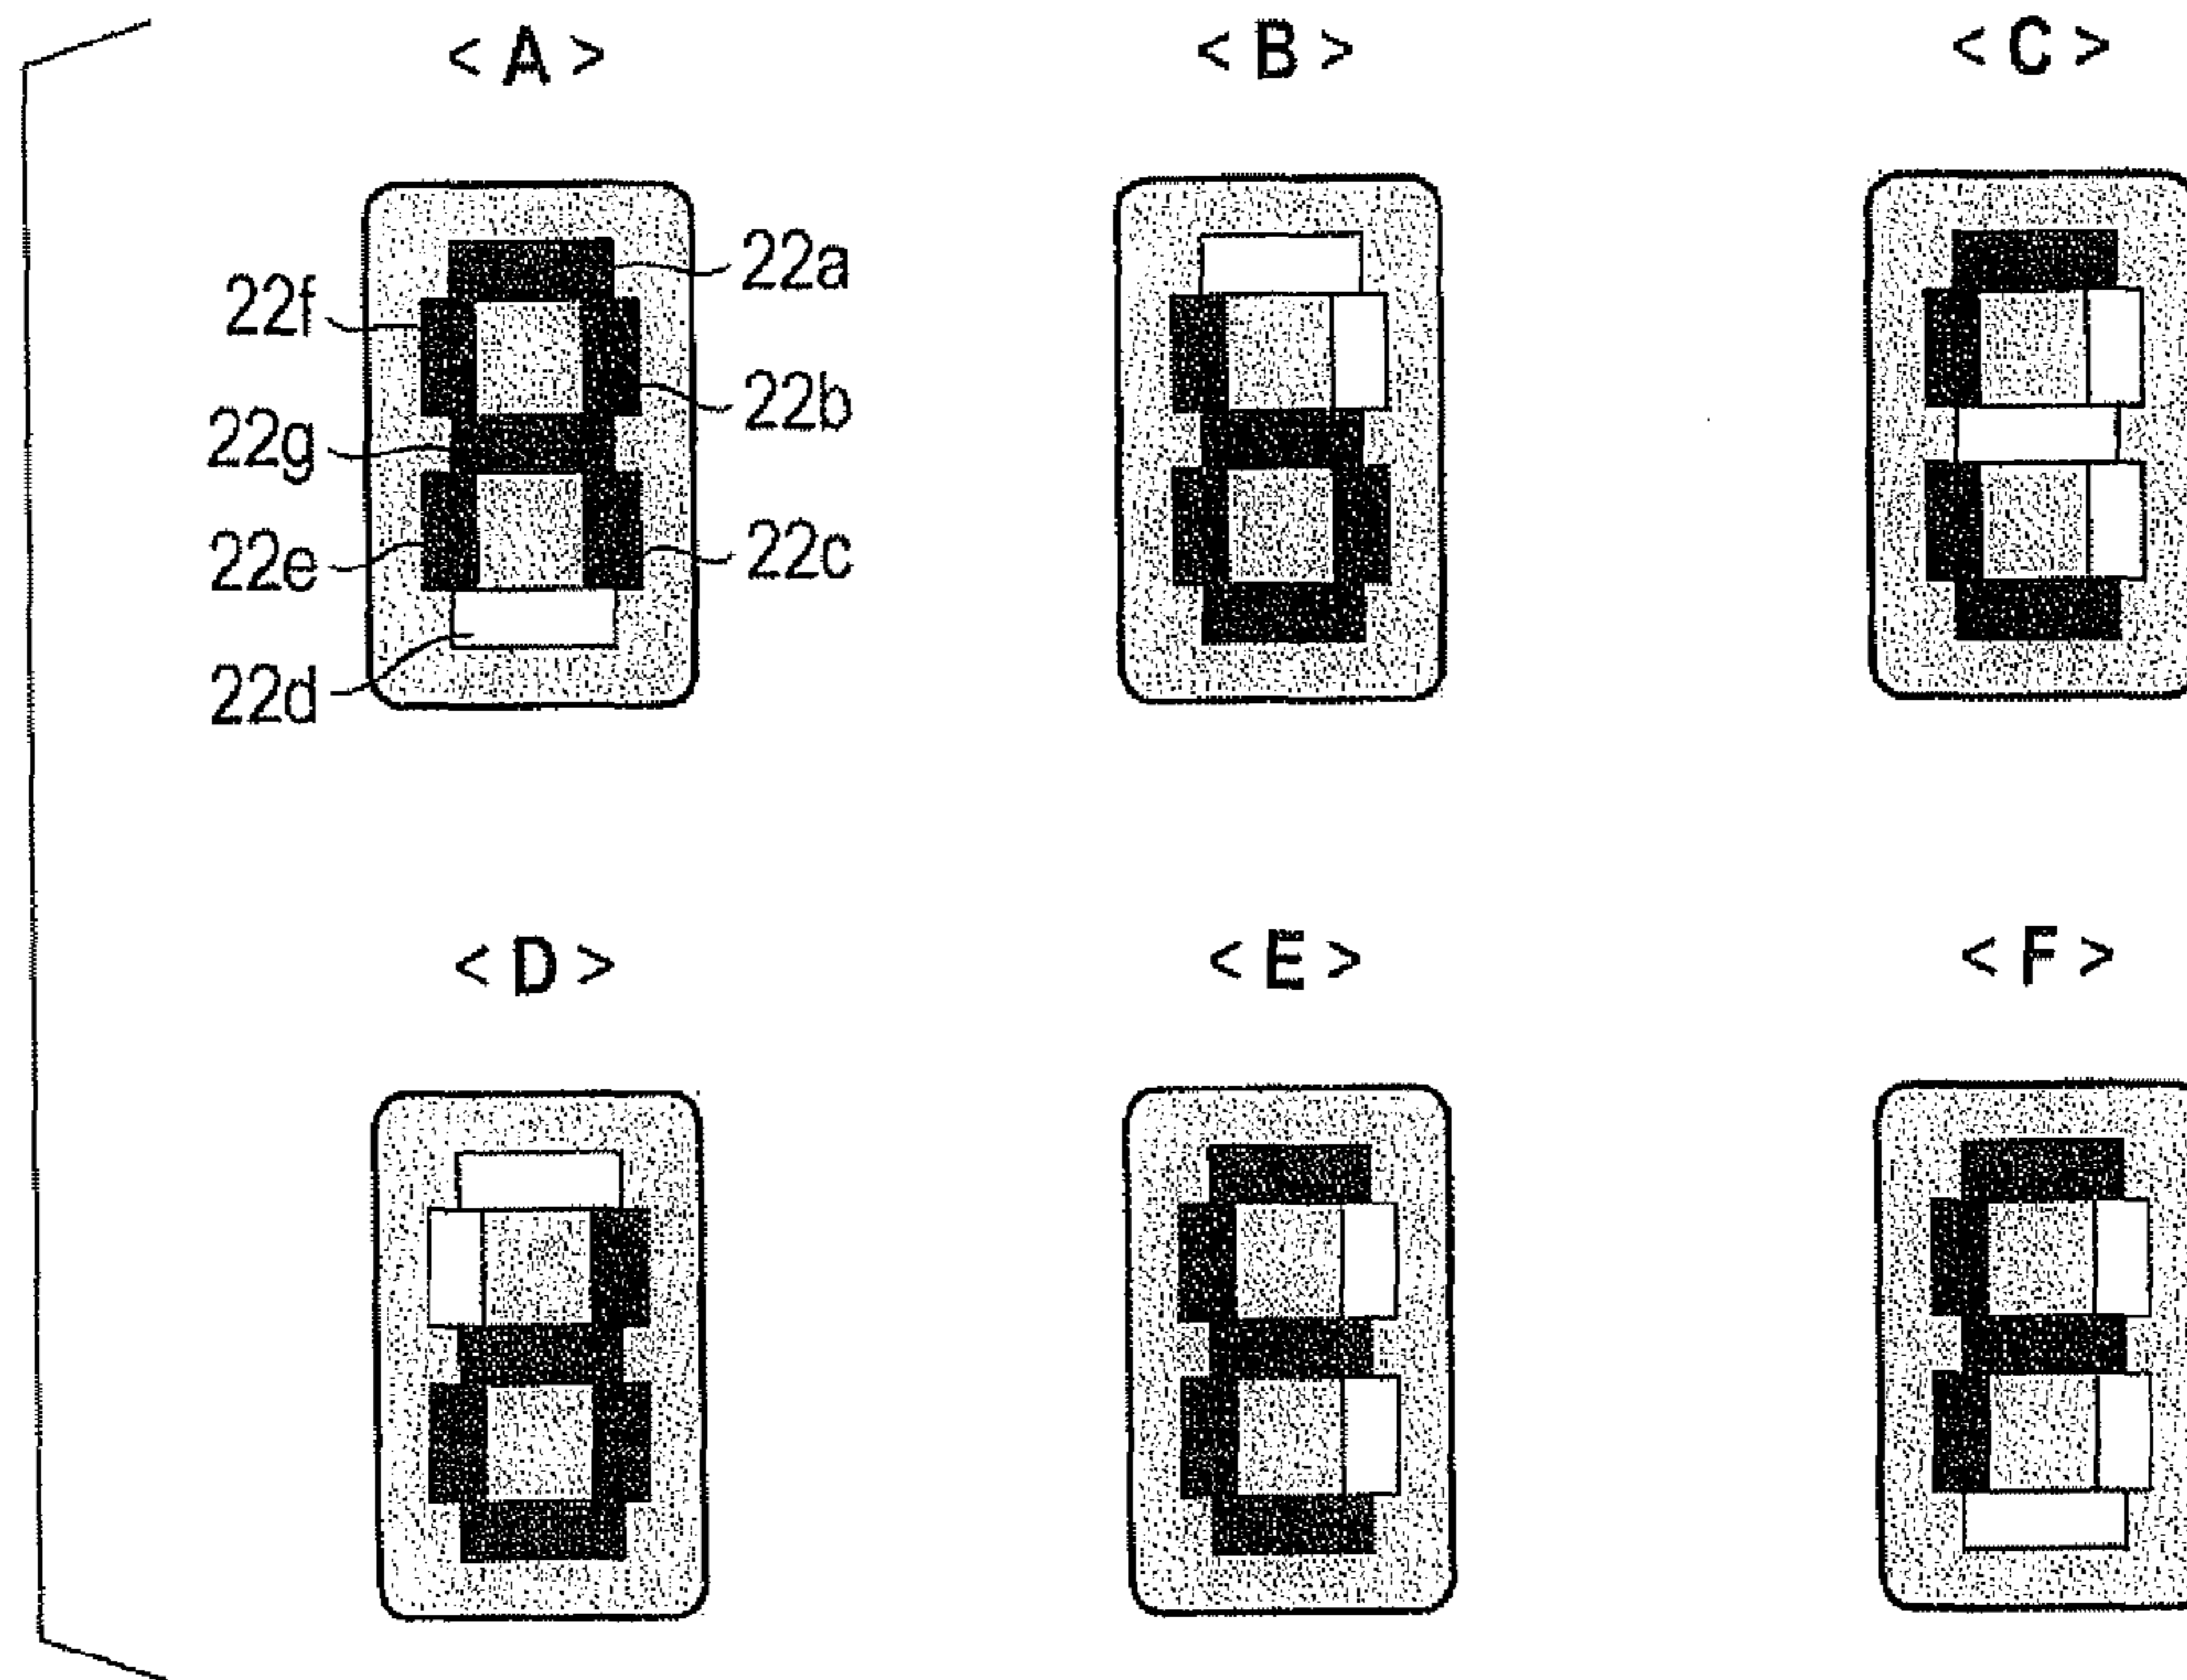 < A > < B > < C >
22a
22f
22b
22g
22e
22c
22d
< D > < E > < F >